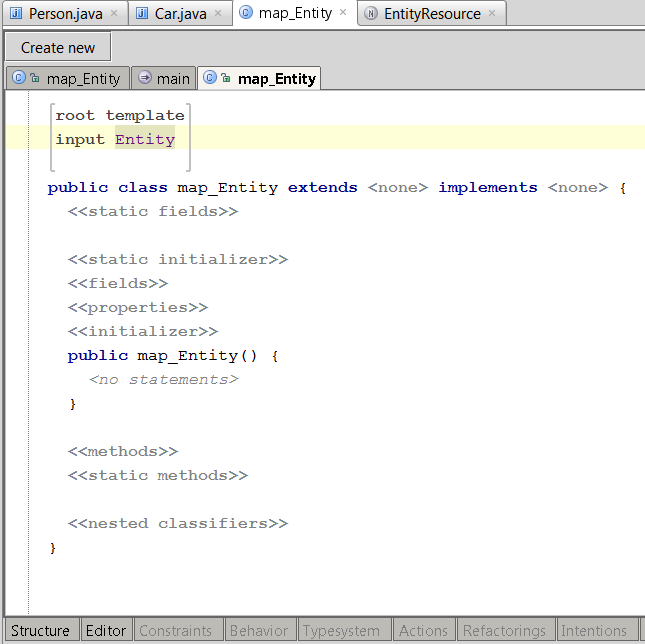 Person.java × Car.java × map_Entity × EntityResource ×
Create new
map_Entity main map_Entity
root template
input Entity
public class map_Entity extends <none> implements <none> {
<<static fields>>
<<static initializer>>
<<fields>>
<<properties>>
<<initializer>>
public map_Entity() {
<no statements>
}
<<methods>>
<<static methods>>
<<nested classifiers>>
}
Structure Editor Constraints Behavior Typesystem Actions Refactorings Intentions